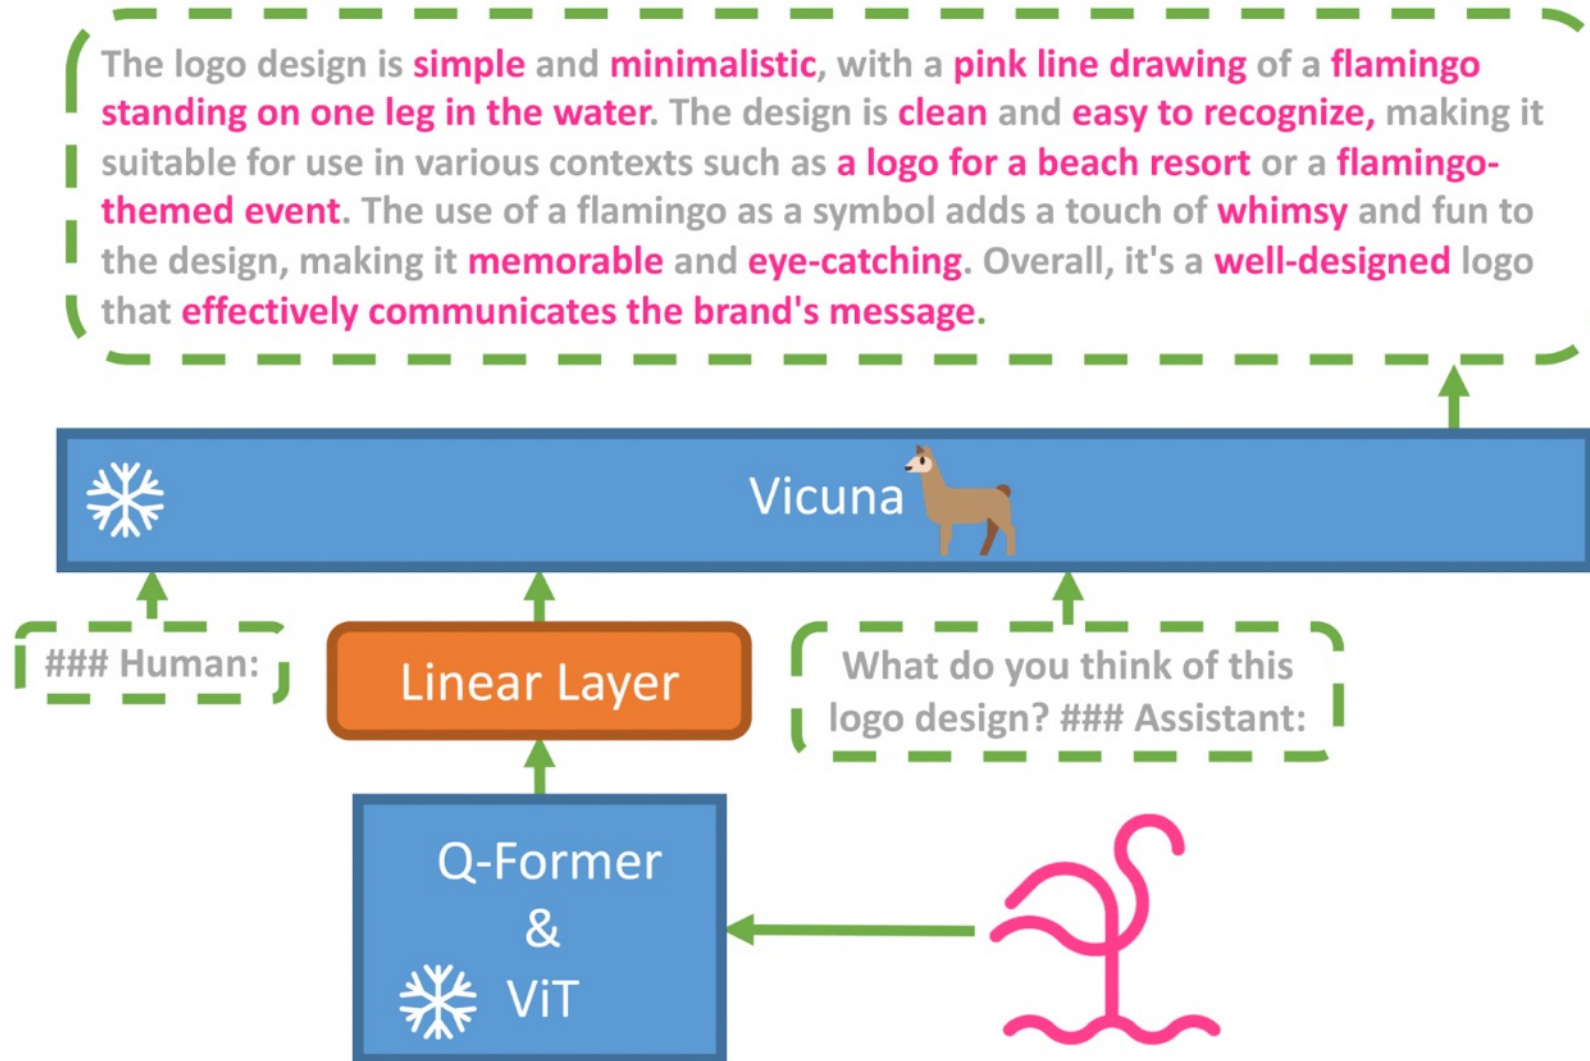 The logo design is simple and minimalistic, with a pink line drawing of a flamingo
standing on one leg in the water. The design is clean and easy to recognize, making it
suitable for use in various contexts such as a logo for a beach resort or a flamingo-
themed event. The use of a flamingo as a symbol adds a touch of whimsy and fun to
the design, making it memorable and eye-catching. Overall, it's a well-designed logo
that effectively communicates the brand's message.
Vicuna
### Human:
Linear Layer
What do you think of this
logo design? ### Assistant:
Q-Former
&
ViT